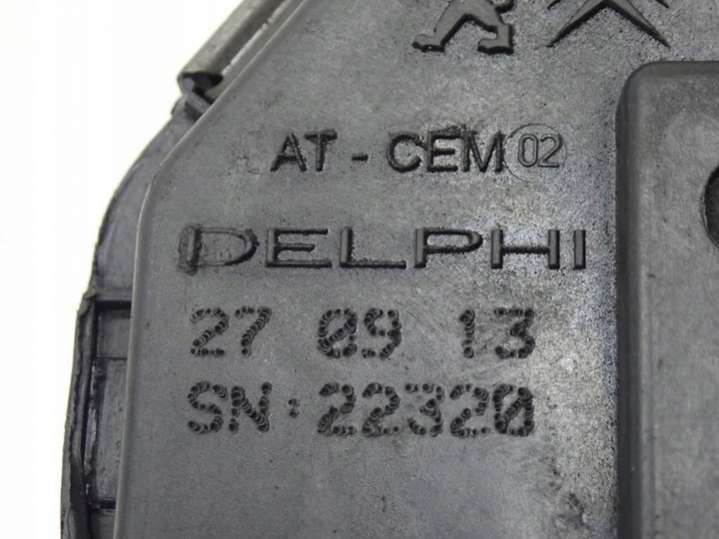 AT - CEM 02
DELPHI
27 09 13
SN:22320